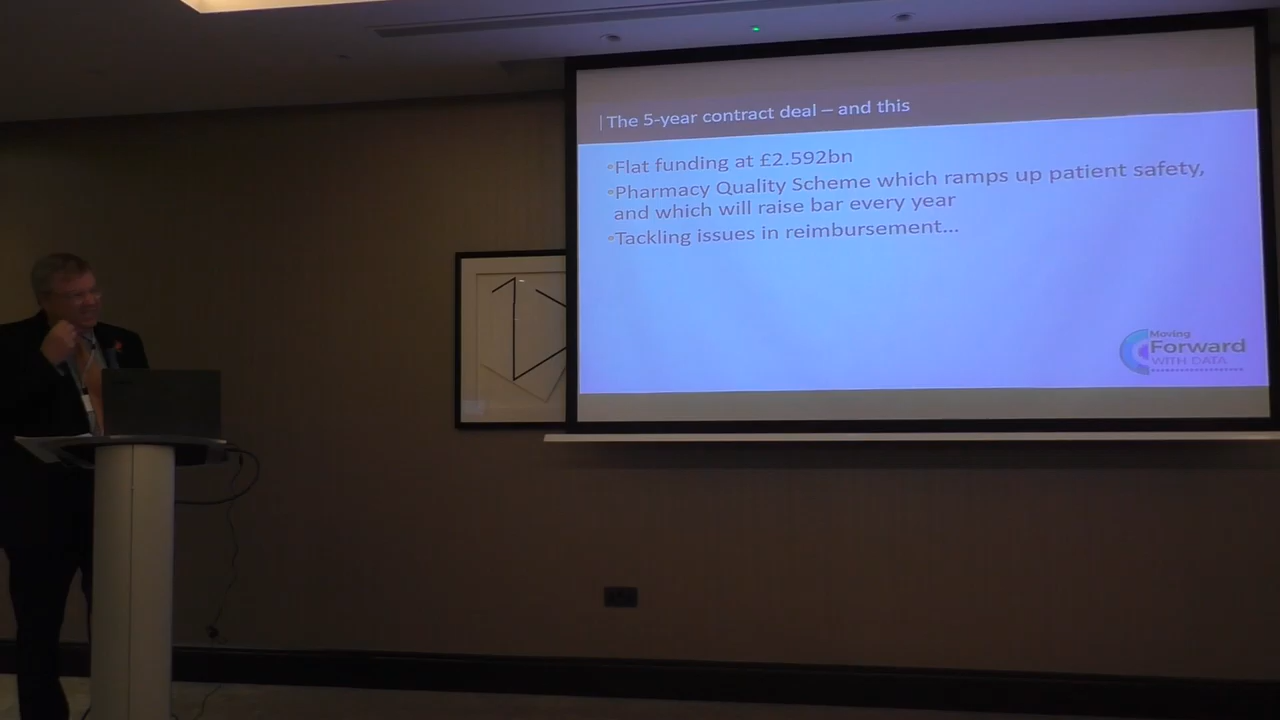 The 5-year contract deal – and this
•Flat funding at £2.592bn
•Pharmacy Quality Scheme which ramps up patient safety,
and which will raise bar every year
•Tackling issues in reimbursement...
Moving
Forward
WITH DATA